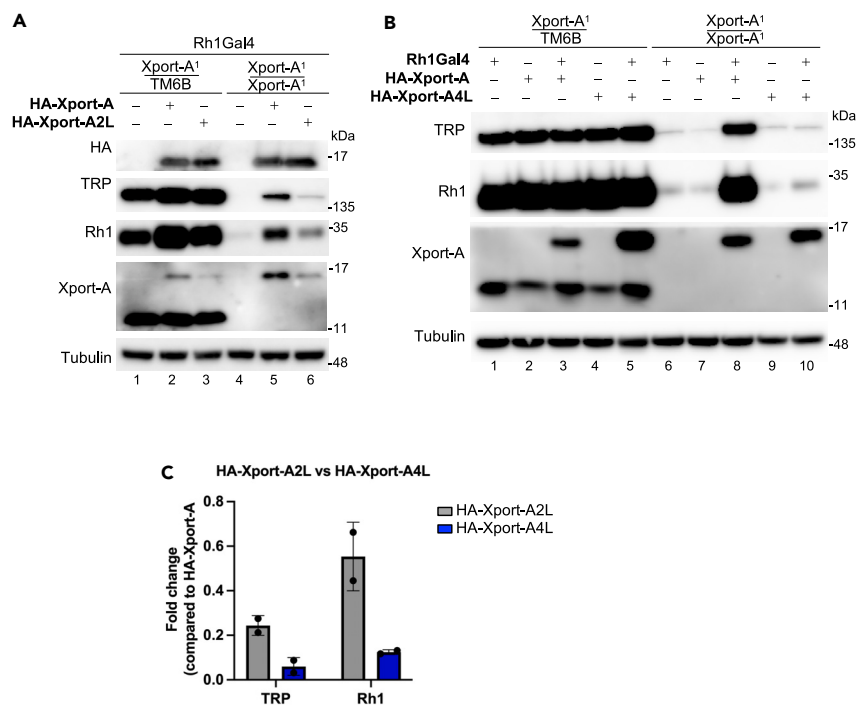 A
Rh1Gal4
Xport-A¹ Xport-A¹
TM6B Xport-A¹
HA-Xport-A – + – – + –
HA-Xport-A2L – – + – – +
kDa
HA -17
TRP
-135
Rh1 -35
-17
Xport-A
-11
Tubulin -48
1 2 3 4 5 6
B
Xport-A¹ Xport-A¹
TM6B Xport-A¹
Rh1Gal4 + – + – + + – + – +
HA-Xport-A – + + – – – + + – –
HA-Xport-A4L – – – + + – – – + +
kDa
TRP -135
-35
Rh1
-17
Xport-A
-11
Tubulin -48
1 2 3 4 5 6 7 8 9 10
C
HA-Xport-A2L vs HA-Xport-A4L
Fold change
(compared to HA-Xport-A
0.8
0.6
0.4
0.2
0.0
TRP Rh1
HA-Xport-A2L
HA-Xport-A4L